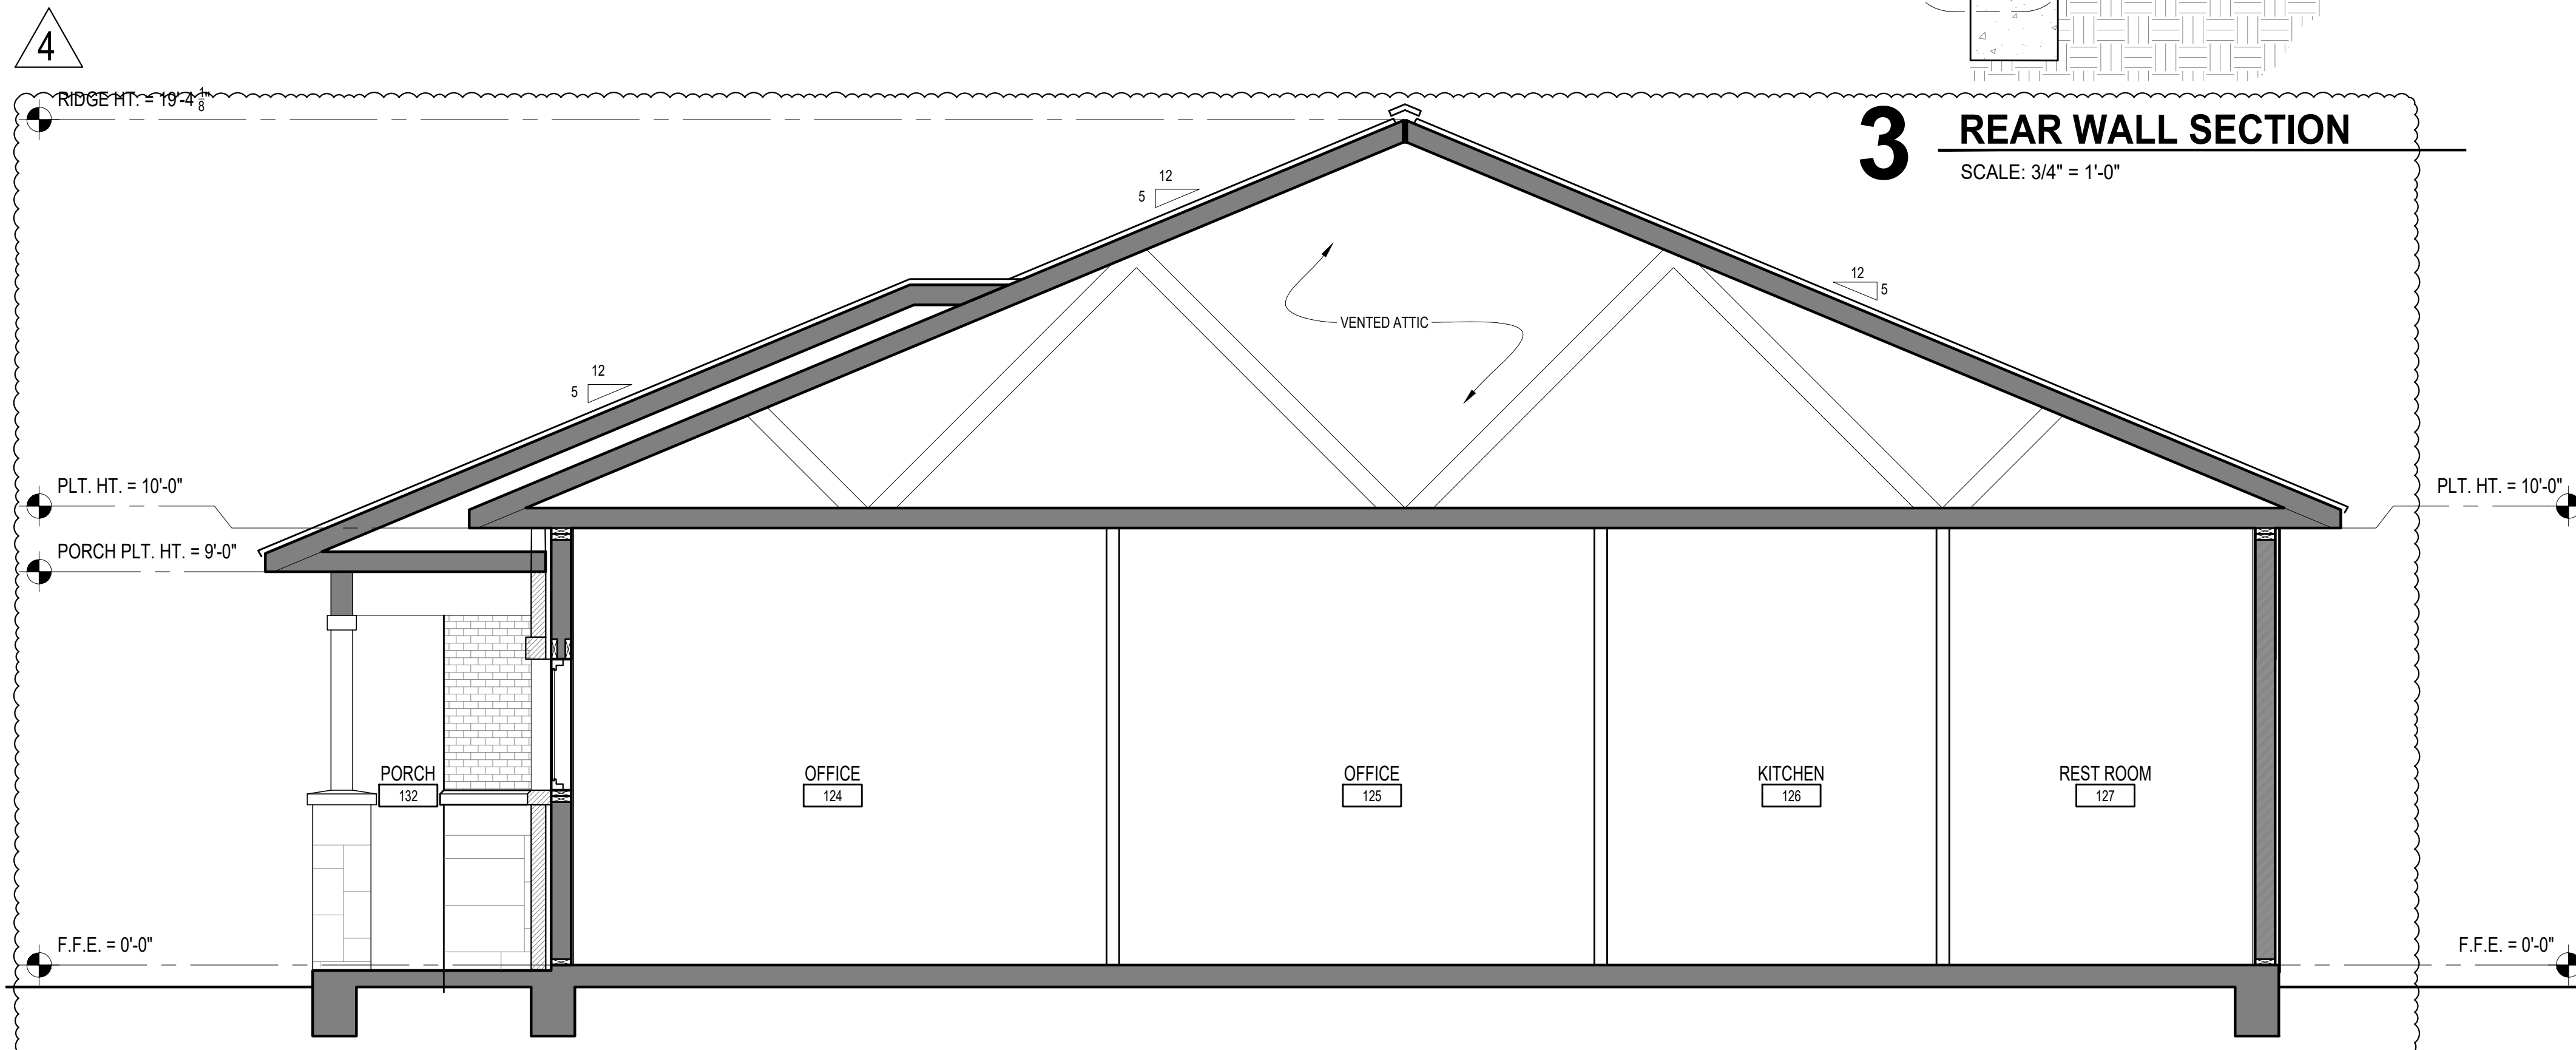 4
RIDGE HT. = 19'-4 1/8"
3 REAR WALL SECTION
SCALE: 3/4" = 1'-0"
12
5
12
5
VENTED ATTIC
12
5
PLT. HT. = 10'-0"
PLT. HT. = 10'-0"
PORCH PLT. HT. = 9'-0"
PORCH
132
OFFICE
124
OFFICE
125
KITCHEN
126
REST ROOM
127
F.F.E. = 0'-0"
F.F.E. = 0'-0"